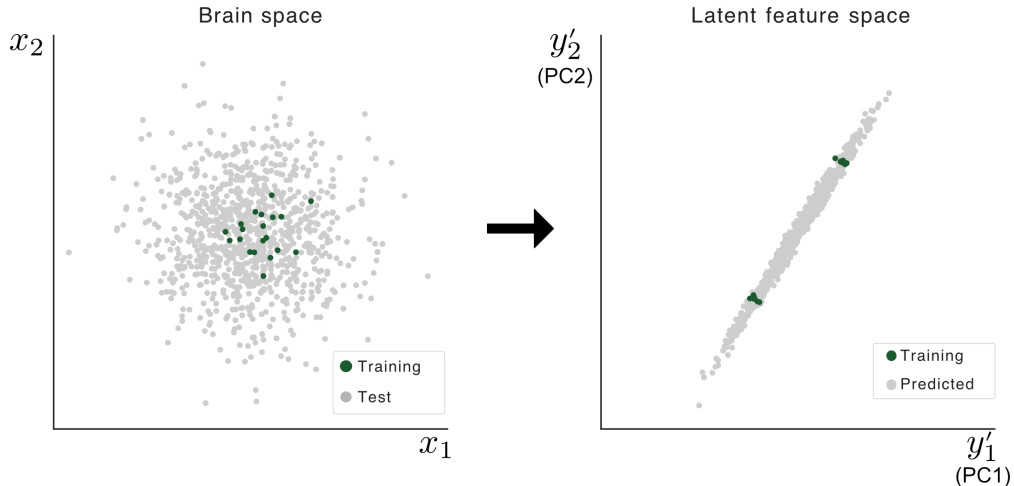 Brain space
x₂
Training
Test
x₁
Latent feature space
y′₂
(PC2)
Training
Predicted
y′₁
(PC1)